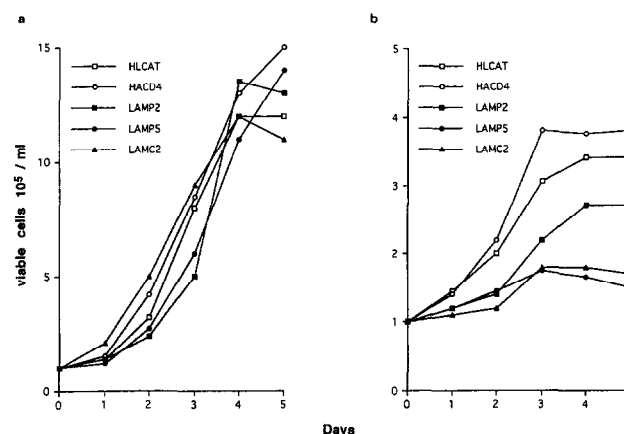 a
b
15
10
5
0
viable cells 10⁵ / ml
HLCAT
HACD4
LAMP2
LAMP5
LAMC2
0 1 2 3 4 5
5
4
3
2
1
0
HLCAT
HACD4
LAMP2
LAMP5
LAMC2
0 1 2 3 4
Days